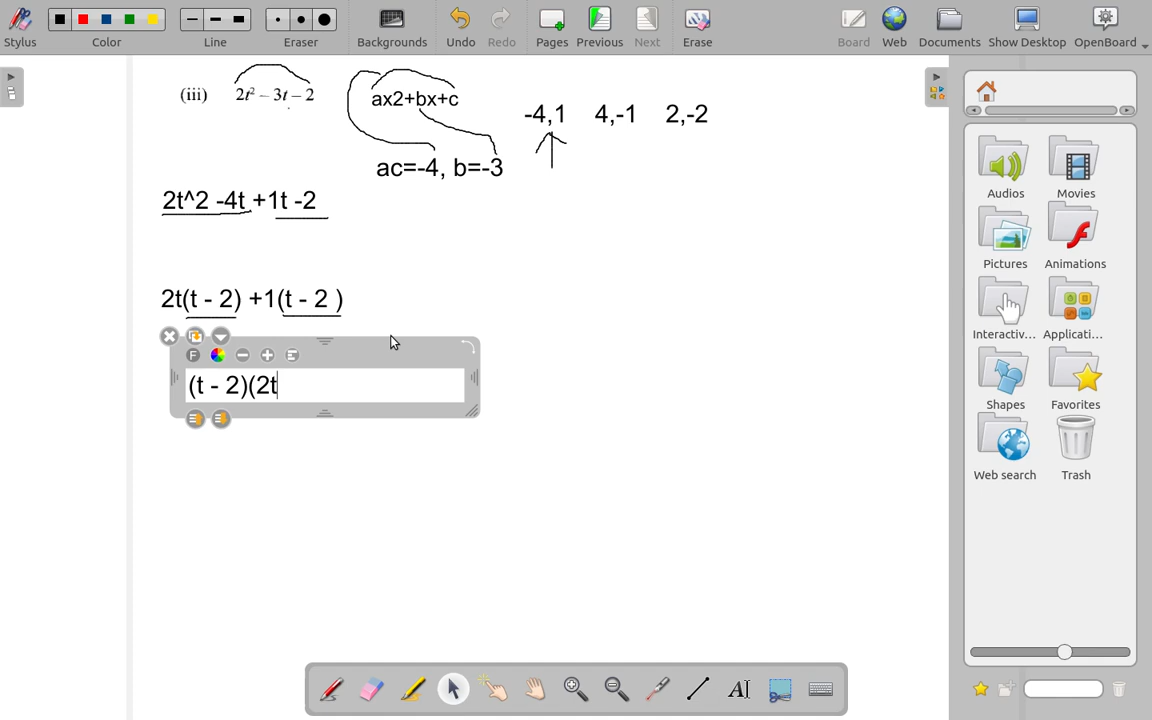 Stylus Color Line Eraser Backgrounds Undo Redo Pages Previous Next Erase Board Web Documents Show Desktop OpenBoard
(iii) 2t² – 3t – 2
ax2+bx+c
-4,1 4,-1 2,-2
ac=-4, b=-3
2t^2 -4t +1t -2
2t(t - 2) +1(t - 2 )
F
(t - 2)(2t
Audios Movies
Pictures Animations
Interactiv... Applicati...
Shapes Favorites
Web search Trash
AI